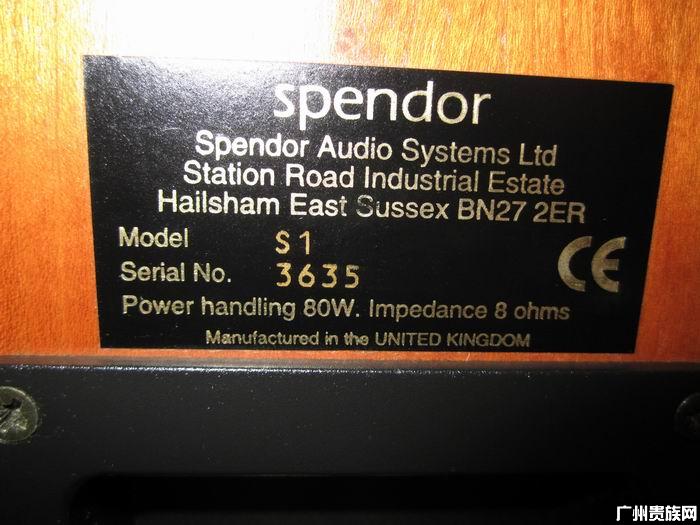 spendor
Spendor Audio Systems Ltd
Station Road Industrial Estate
Hailsham East Sussex BN27 2ER
Model S1
Serial No. 3635
CE
Power handling 80W. Impedance 8 ohms
Manufactured in the UNITED KINGDOM
广州贵族网